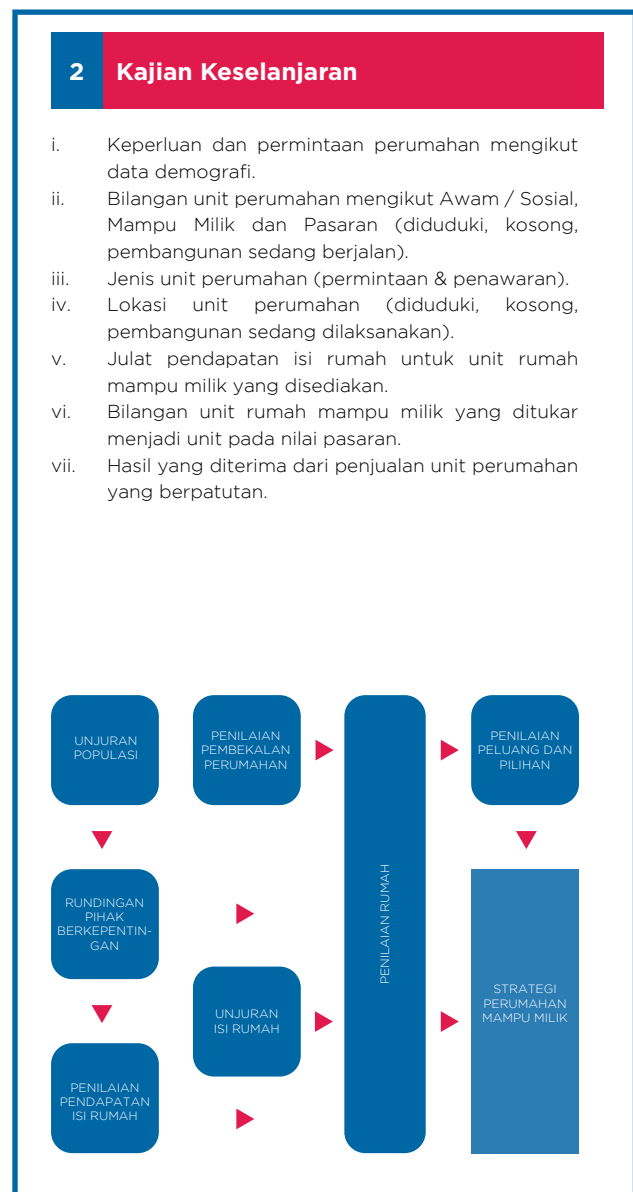 2 Kajian Keselanjaran
i. Keperluan dan permintaan perumahan mengikut
data demografi.
ii. Bilangan unit perumahan mengikut Awam / Sosial,
Mampu Milik dan Pasaran (diduduki, kosong,
pembangunan sedang berjalan).
iii. Jenis unit perumahan (permintaan & penawaran).
iv. Lokasi unit perumahan (diduduki, kosong,
pembangunan sedang dilaksanakan).
v. Julat pendapatan isi rumah untuk unit rumah
mampu milik yang disediakan.
vi. Bilangan unit rumah mampu milik yang ditukar
menjadi unit pada nilai pasaran.
vii. Hasil yang diterima dari penjualan unit perumahan
yang berpatutan.
UNJURAN
POPULASI
PENILAIAN
PEMBEKALAN
PERUMAHAN
PENILAIAN
PELUANG DAN
PILIHAN
RUNDINGAN
PIHAK
BERKEPENTIN-
GAN
UNJURAN
ISI RUMAH
PENILAIAN RUMAH
STRATEGI
PERUMAHAN
MAMPU MILIK
PENILAIAN
PENDAPATAN
ISI RUMAH